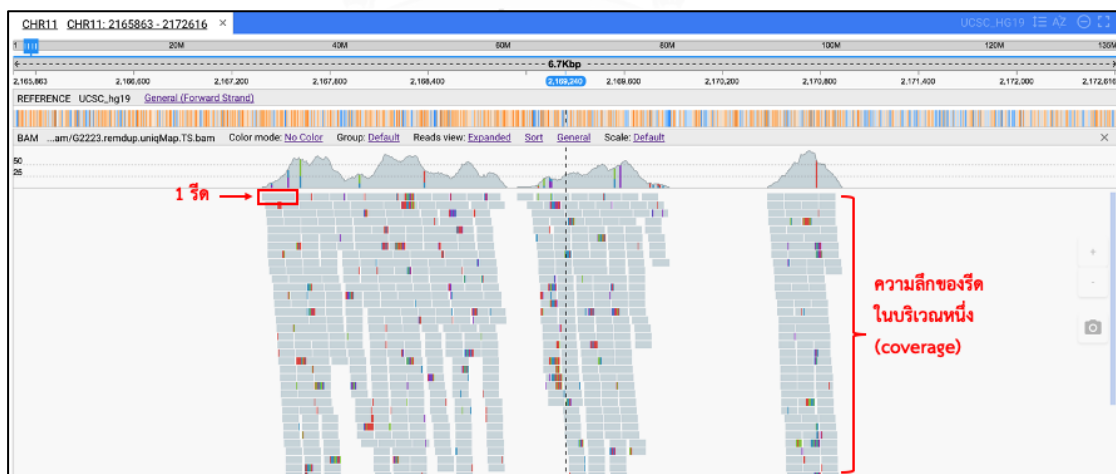 CHR11 CHR11: 2165863 - 2172616 × UCSC_HG19 AZ
1 20M 40M 60M 80M 100M 120M 135M
6.7Kbp
2,165,863 2,166,600 2,167,200 2,167,800 2,168,400 2,169,240 2,169,600 2,170,200 2,170,800 2,171,400 2,172,000 2,172,616
REFERENCE UCSC_hg19 General (Forward Strand)
BAM ...am/G2223.remdup.uniqMap.TS.bam Color mode: No Color Group: Default Reads view: Expanded Sort General Scale: Default ×
50
25
1 รีด
ความลึกของรีด
ในบริเวณหนึ่ง
(coverage)
+
-